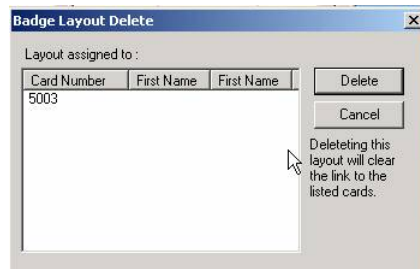 Badge Layout Delete
Layout assigned to :
Card Number First Name First Name
5003
Delete
Cancel
Deleteting this
layout will clear
the link to the
listed cards.